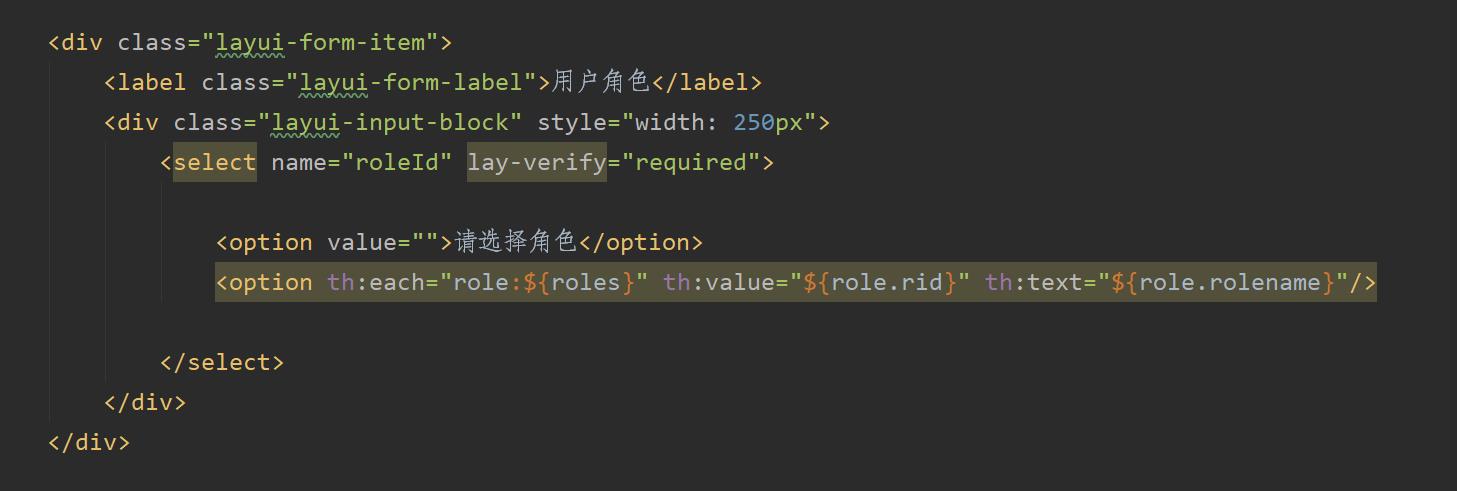 <div class="layui-form-item">
<label class="layui-form-label">用户角色</label>
<div class="layui-input-block" style="width: 250px">
<select name="roleId" lay-verify="required">
<option value="">请选择角色</option>
<option th:each="role:${roles}" th:value="${role.rid}" th:text="${role.rolename}"/>
</select>
</div>
</div>